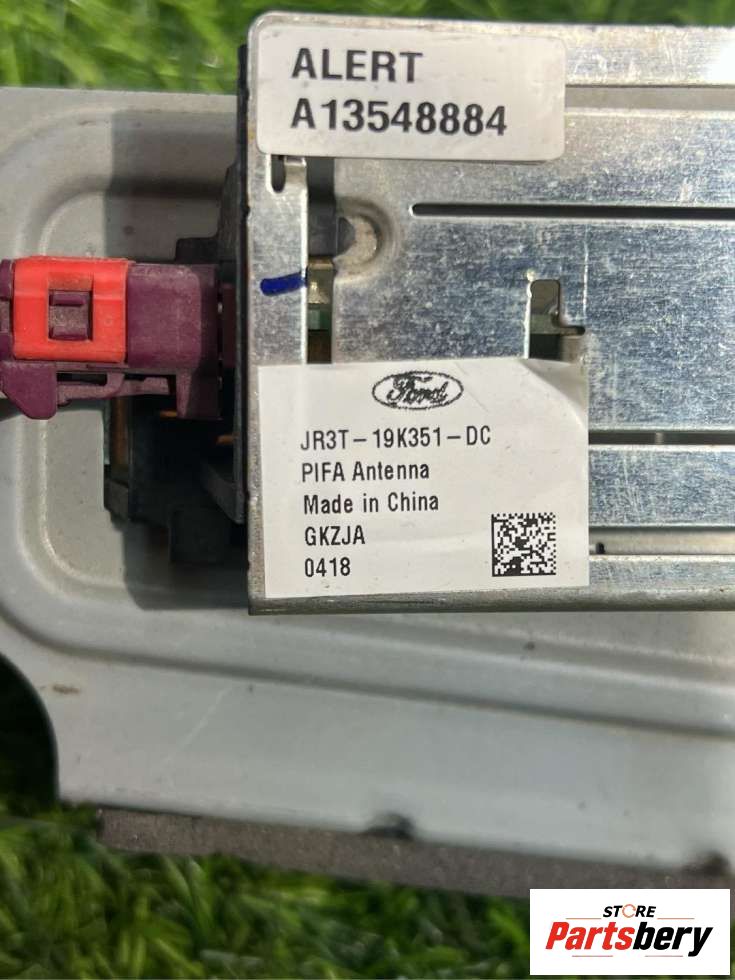 ALERT
A13548884
Ford
JR3T-19K351-DC
PIFA Antenna
Made in China
GKZJA
0418
STORE
Partsbery